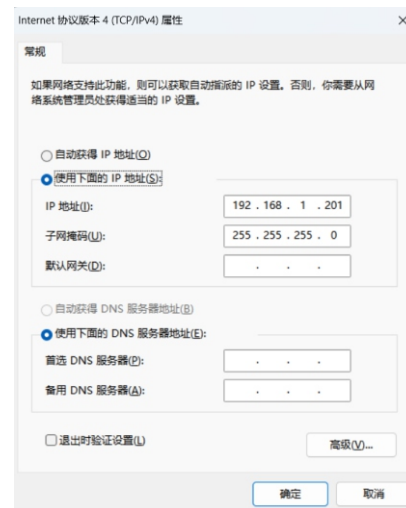 Internet 协议版本 4 (TCP/IPv4) 属性
常规
如果网络支持此功能，则可以获取自动指派的 IP 设置。否则，你需要从网
络系统管理员处获得适当的 IP 设置。
自动获得 IP 地址(O)
使用下面的 IP 地址(S):
IP 地址(I): 192 . 168 . 1 . 201
子网掩码(U): 255 . 255 . 255 . 0
默认网关(D): . . .
自动获得 DNS 服务器地址(B)
使用下面的 DNS 服务器地址(E):
首选 DNS 服务器(P): . . .
备用 DNS 服务器(A): . . .
退出时验证设置(L)
高级(V)...
确定 取消